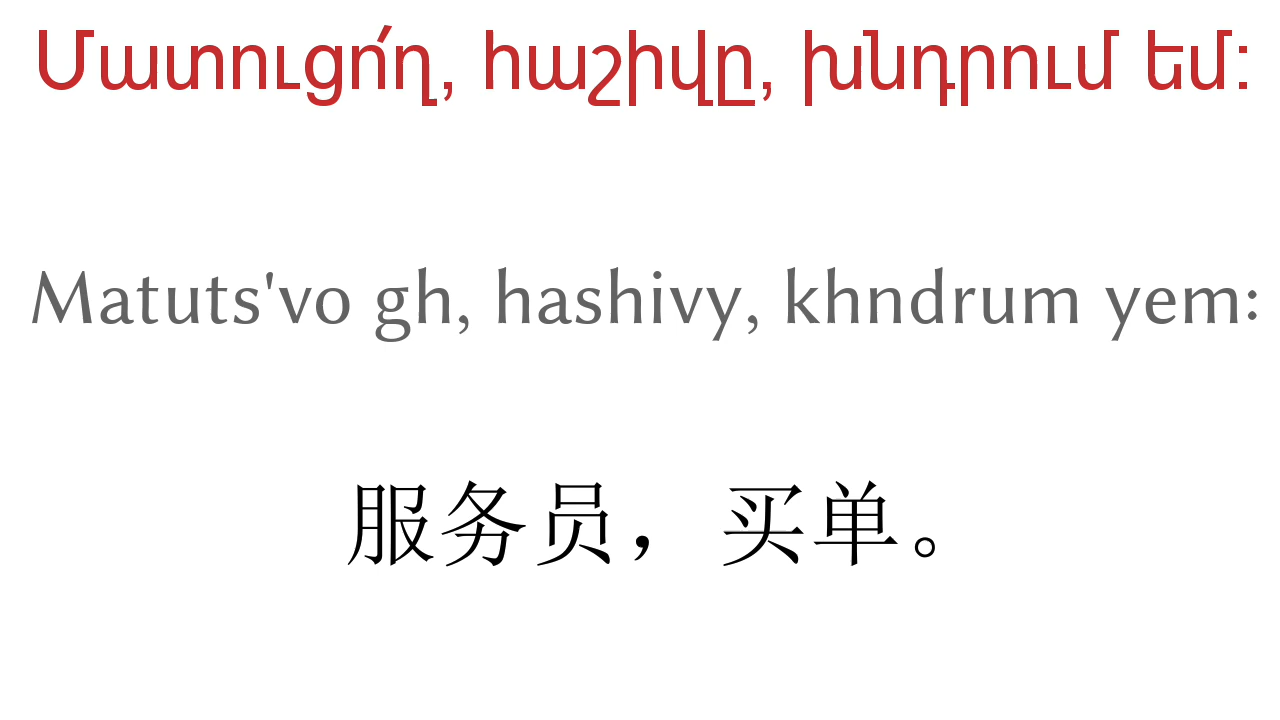 Մատուցո՛ղ, հաշիվը, խնդրում եմ:
Matuts'vo gh, hashivy, khndrum yem:
服务员，买单。